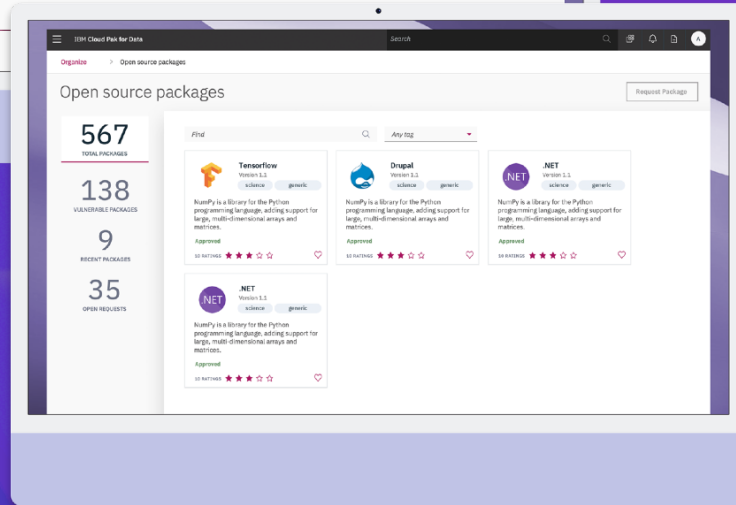 IBM Cloud Pak for Data
Search
A
Organize > Open source packages
Open source packages
Request Package
567
TOTAL PACKAGES
138
VULNERABLE PACKAGES
9
RECENT PACKAGES
35
OPEN REQUESTS
Find
Any tag
Tensorflow
Version 1.1
science generic
NumPy is a library for the Python
programming language, adding support for
large, multi-dimensional arrays and
matrices.
Approved
10 RATINGS
Drupal
Version 1.1
science generic
NumPy is a library for the Python
programming language, adding support for
large, multi-dimensional arrays and
matrices.
Approved
10 RATINGS
.NET
.NET
Version 1.1
science generic
NumPy is a library for the Python
programming language, adding support for
large, multi-dimensional arrays and
matrices.
Approved
10 RATINGS
.NET
.NET
Version 1.1
science generic
NumPy is a library for the Python
programming language, adding support for
large, multi-dimensional arrays and
matrices.
Approved
10 RATINGS